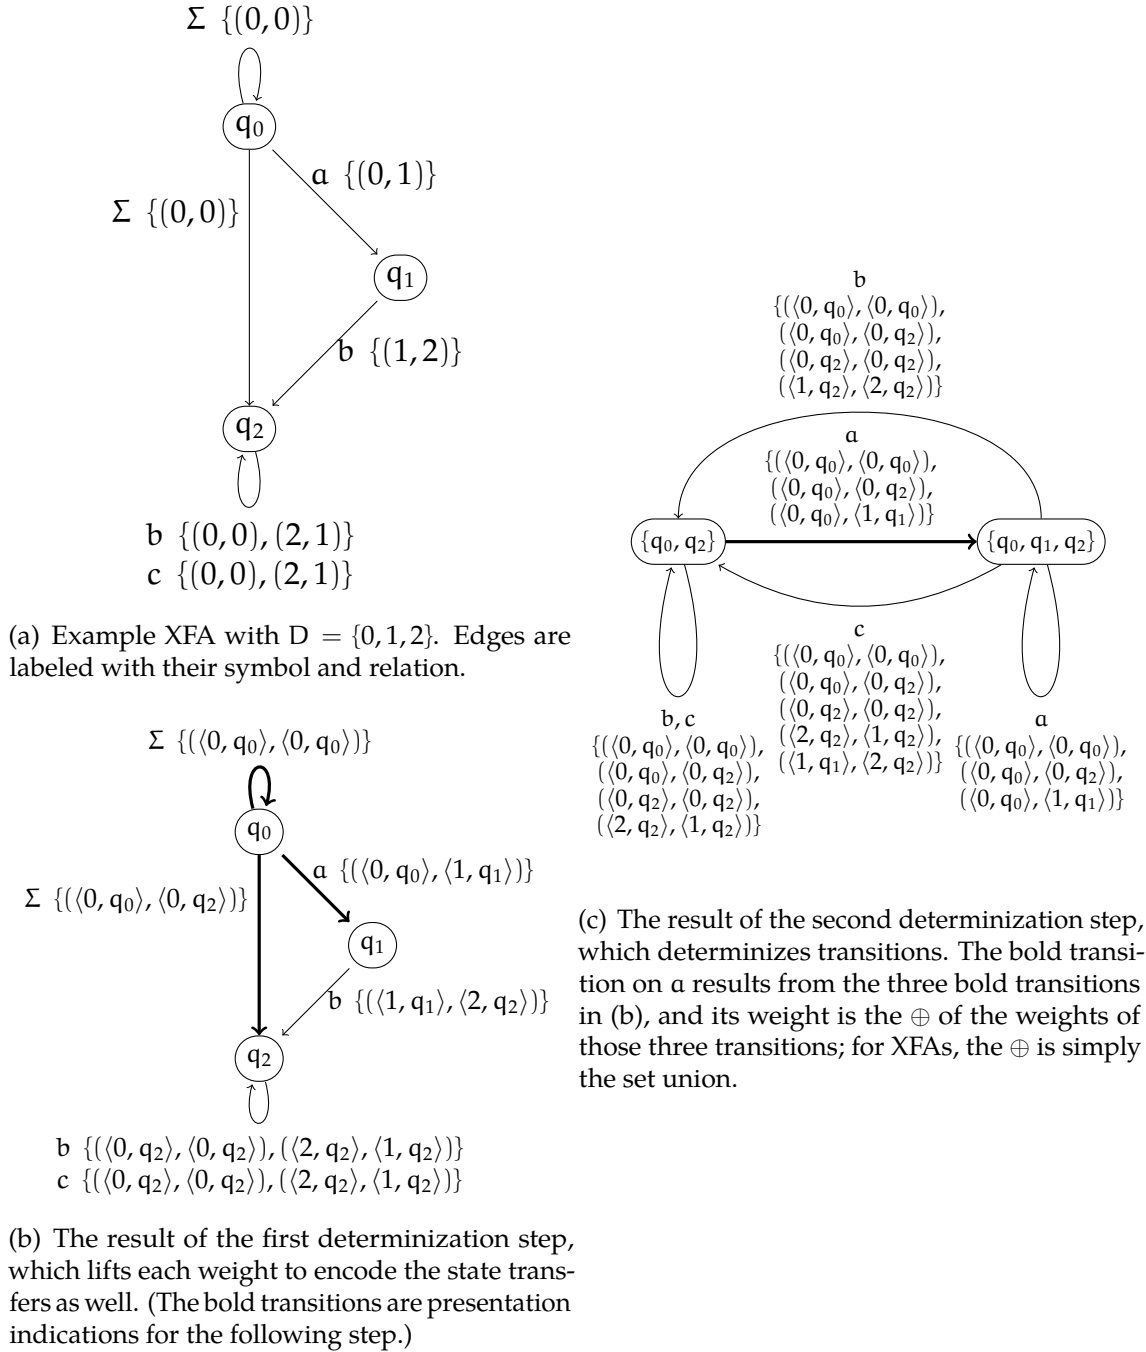 Σ {(0, 0)}
q₀
a {(0, 1)}
Σ {(0, 0)}
q₁
b {(1, 2)}
q₂
b {(0, 0), (2, 1)}
c {(0, 0), (2, 1)}
(a) Example XFA with D = {0, 1, 2}. Edges are
labeled with their symbol and relation.
Σ {(⟨0, q₀⟩, ⟨0, q₀⟩)}
q₀
a {(⟨0, q₀⟩, ⟨1, q₁⟩)}
Σ {(⟨0, q₀⟩, ⟨0, q₂⟩)}
q₁
b {(⟨1, q₁⟩, ⟨2, q₂⟩)}
q₂
b {(⟨0, q₂⟩, ⟨0, q₂⟩), (⟨2, q₂⟩, ⟨1, q₂⟩)}
c {(⟨0, q₂⟩, ⟨0, q₂⟩), (⟨2, q₂⟩, ⟨1, q₂⟩)}
(b) The result of the first determinization step,
which lifts each weight to encode the state trans-
fers as well. (The bold transitions are presentation
indications for the following step.)
b
{(⟨0, q₀⟩, ⟨0, q₀⟩),
(⟨0, q₀⟩, ⟨0, q₂⟩),
(⟨0, q₂⟩, ⟨0, q₂⟩),
(⟨1, q₂⟩, ⟨2, q₂⟩)}
a
{(⟨0, q₀⟩, ⟨0, q₀⟩),
(⟨0, q₀⟩, ⟨0, q₂⟩),
(⟨0, q₀⟩, ⟨1, q₁⟩)}
{q₀, q₂}
{q₀, q₁, q₂}
c
{(⟨0, q₀⟩, ⟨0, q₀⟩),
(⟨0, q₀⟩, ⟨0, q₂⟩),
(⟨0, q₂⟩, ⟨0, q₂⟩),
(⟨2, q₂⟩, ⟨1, q₂⟩),
(⟨1, q₁⟩, ⟨2, q₂⟩)}
b, c
{(⟨0, q₀⟩, ⟨0, q₀⟩),
(⟨0, q₀⟩, ⟨0, q₂⟩),
(⟨0, q₂⟩, ⟨0, q₂⟩),
(⟨2, q₂⟩, ⟨1, q₂⟩)}
a
{(⟨0, q₀⟩, ⟨0, q₀⟩),
(⟨0, q₀⟩, ⟨0, q₂⟩),
(⟨0, q₀⟩, ⟨1, q₁⟩)}
(c) The result of the second determinization step,
which determinizes transitions. The bold transi-
tion on a results from the three bold transitions
in (b), and its weight is the ⊕ of the weights of
those three transitions; for XFAs, the ⊕ is simply
the set union.